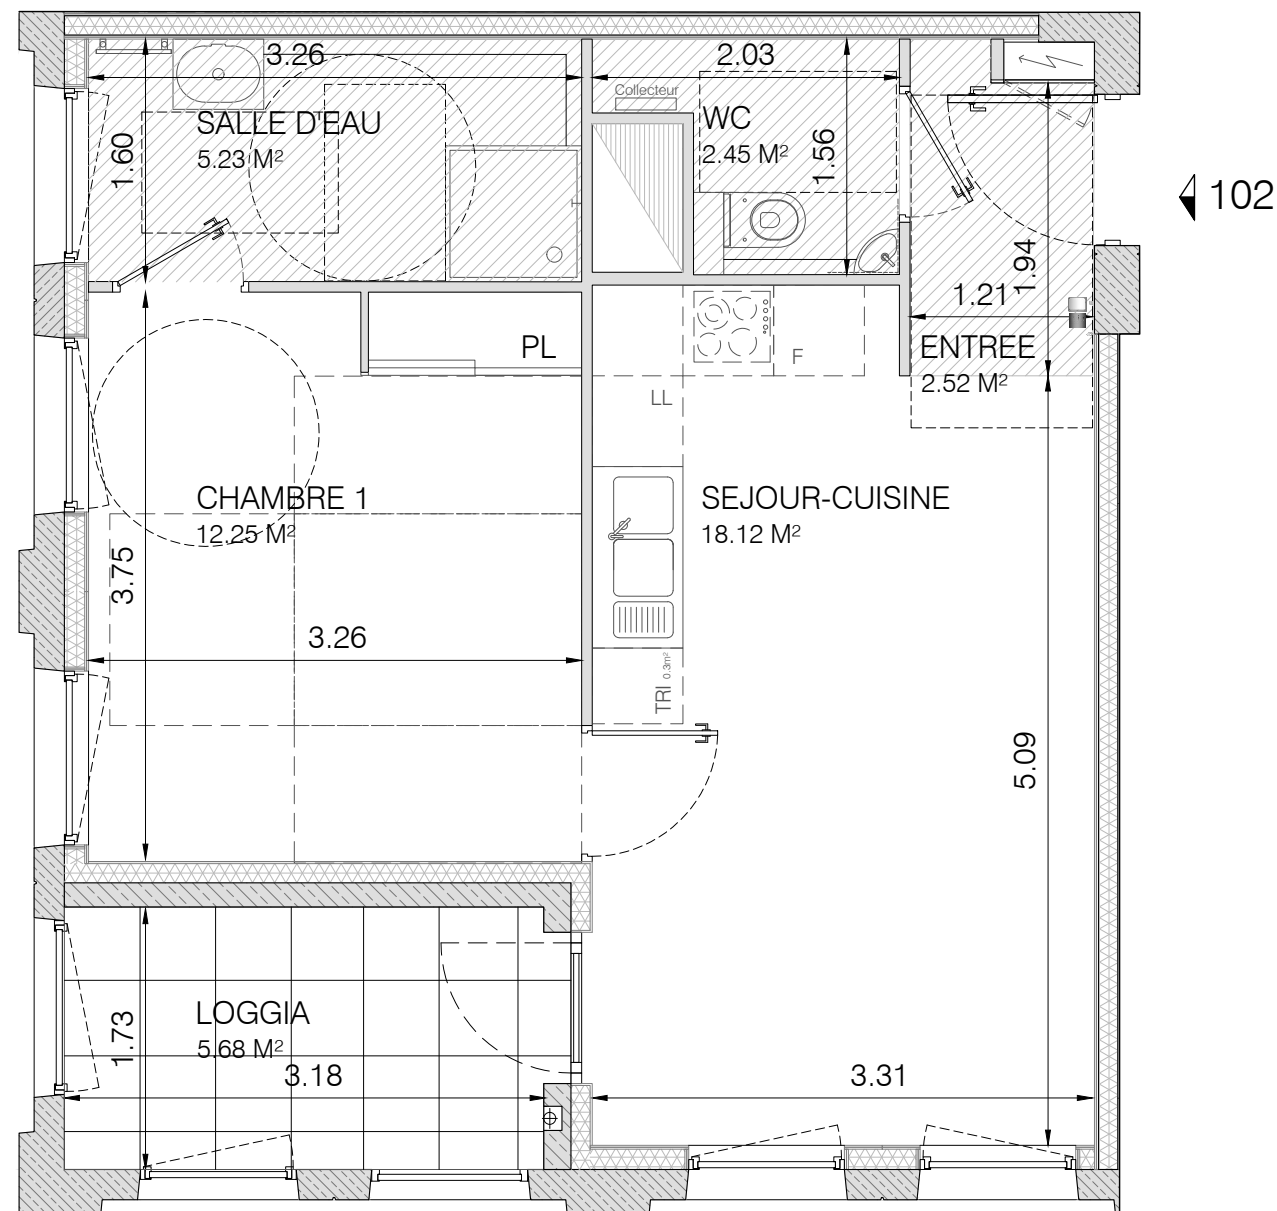 3.26
2.03
Collecteur
SALLE D'EAU
5.23 M²
1.60
WC
2.45 M²
1.56
102
1.94
1.21
PL
ENTREE
2.52 M²
F
LL
CHAMBRE 1
12.25 M²
SEJOUR-CUISINE
18.12 M²
3.75
3.26
TRI 0.3m²
5.09
LOGGIA
5.68 M²
1.73
3.18
3.31